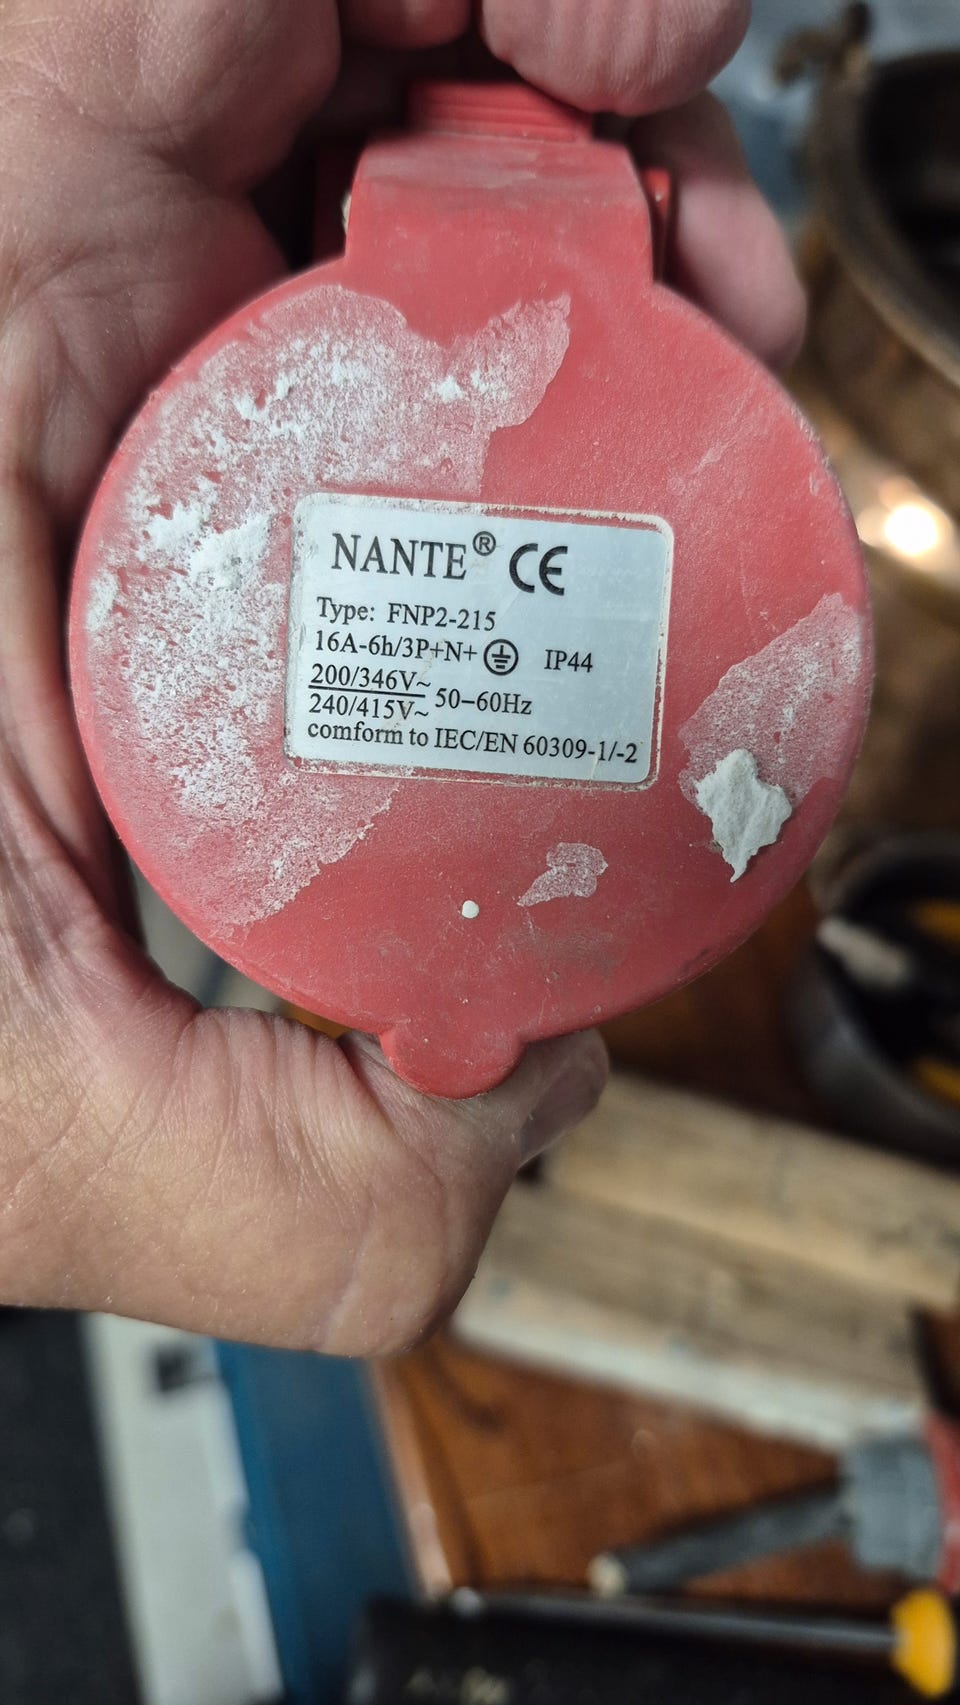 NANTE® CE
Type: FNP2-215
16A-6h/3P+N+⏚ IP44
200/346V~
240/415V~ 50–60Hz
comform to IEC/EN 60309-1/-2